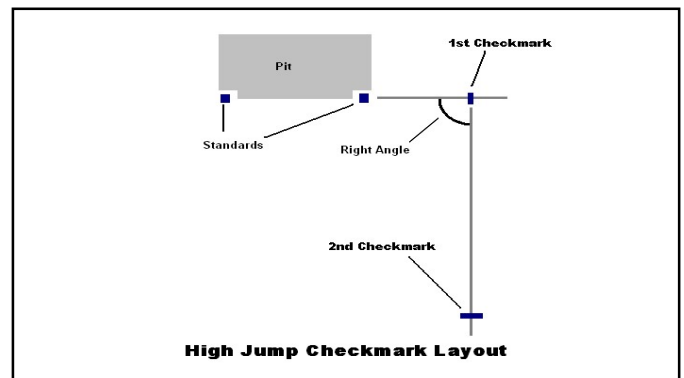 1st Checkmark
Pit
Standards
Right Angle
2nd Checkmark
High Jump Checkmark Layout